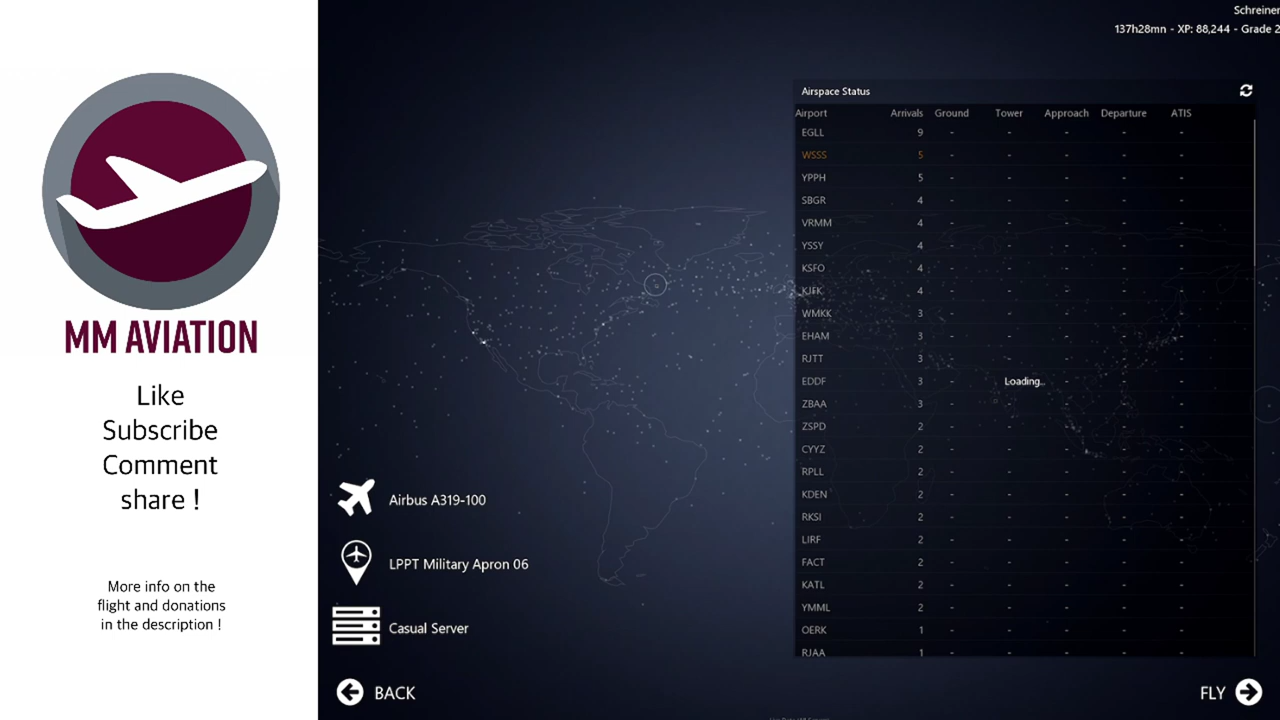 MM AVIATION
Like
Subscribe
Comment
share !
More info on the
flight and donations
in the description !
Schreiner
137h28mn - XP: 88,244 - Grade 2
Airspace Status
Airport Arrivals Ground Tower Approach Departure ATIS
EGLL 9 - - - - -
WSSS 5 - - - - -
YPPH 5 - - - - -
SBGR 4 - - - - -
VRMM 4 - - - - -
YSSY 4 - - - - -
KSFO 4 - - - - -
KJFK 4 - - - - -
WMKK 3 - - - - -
EHAM 3 - - - - -
RJTT 3 - - - - -
EDDF 3 - - - - -
Loading...
ZBAA 3 - - - - -
ZSPD 2 - - - - -
CYYZ 2 - - - - -
RPLL 2 - - - - -
KDEN 2 - - - - -
RKSI 2 - - - - -
LIRF 2 - - - - -
FACT 2 - - - - -
KATL 2 - - - - -
YMML 2 - - - - -
OERK 1 - - - - -
RJAA 1 - - - - -
Airbus A319-100
LPPT Military Apron 06
Casual Server
BACK
FLY